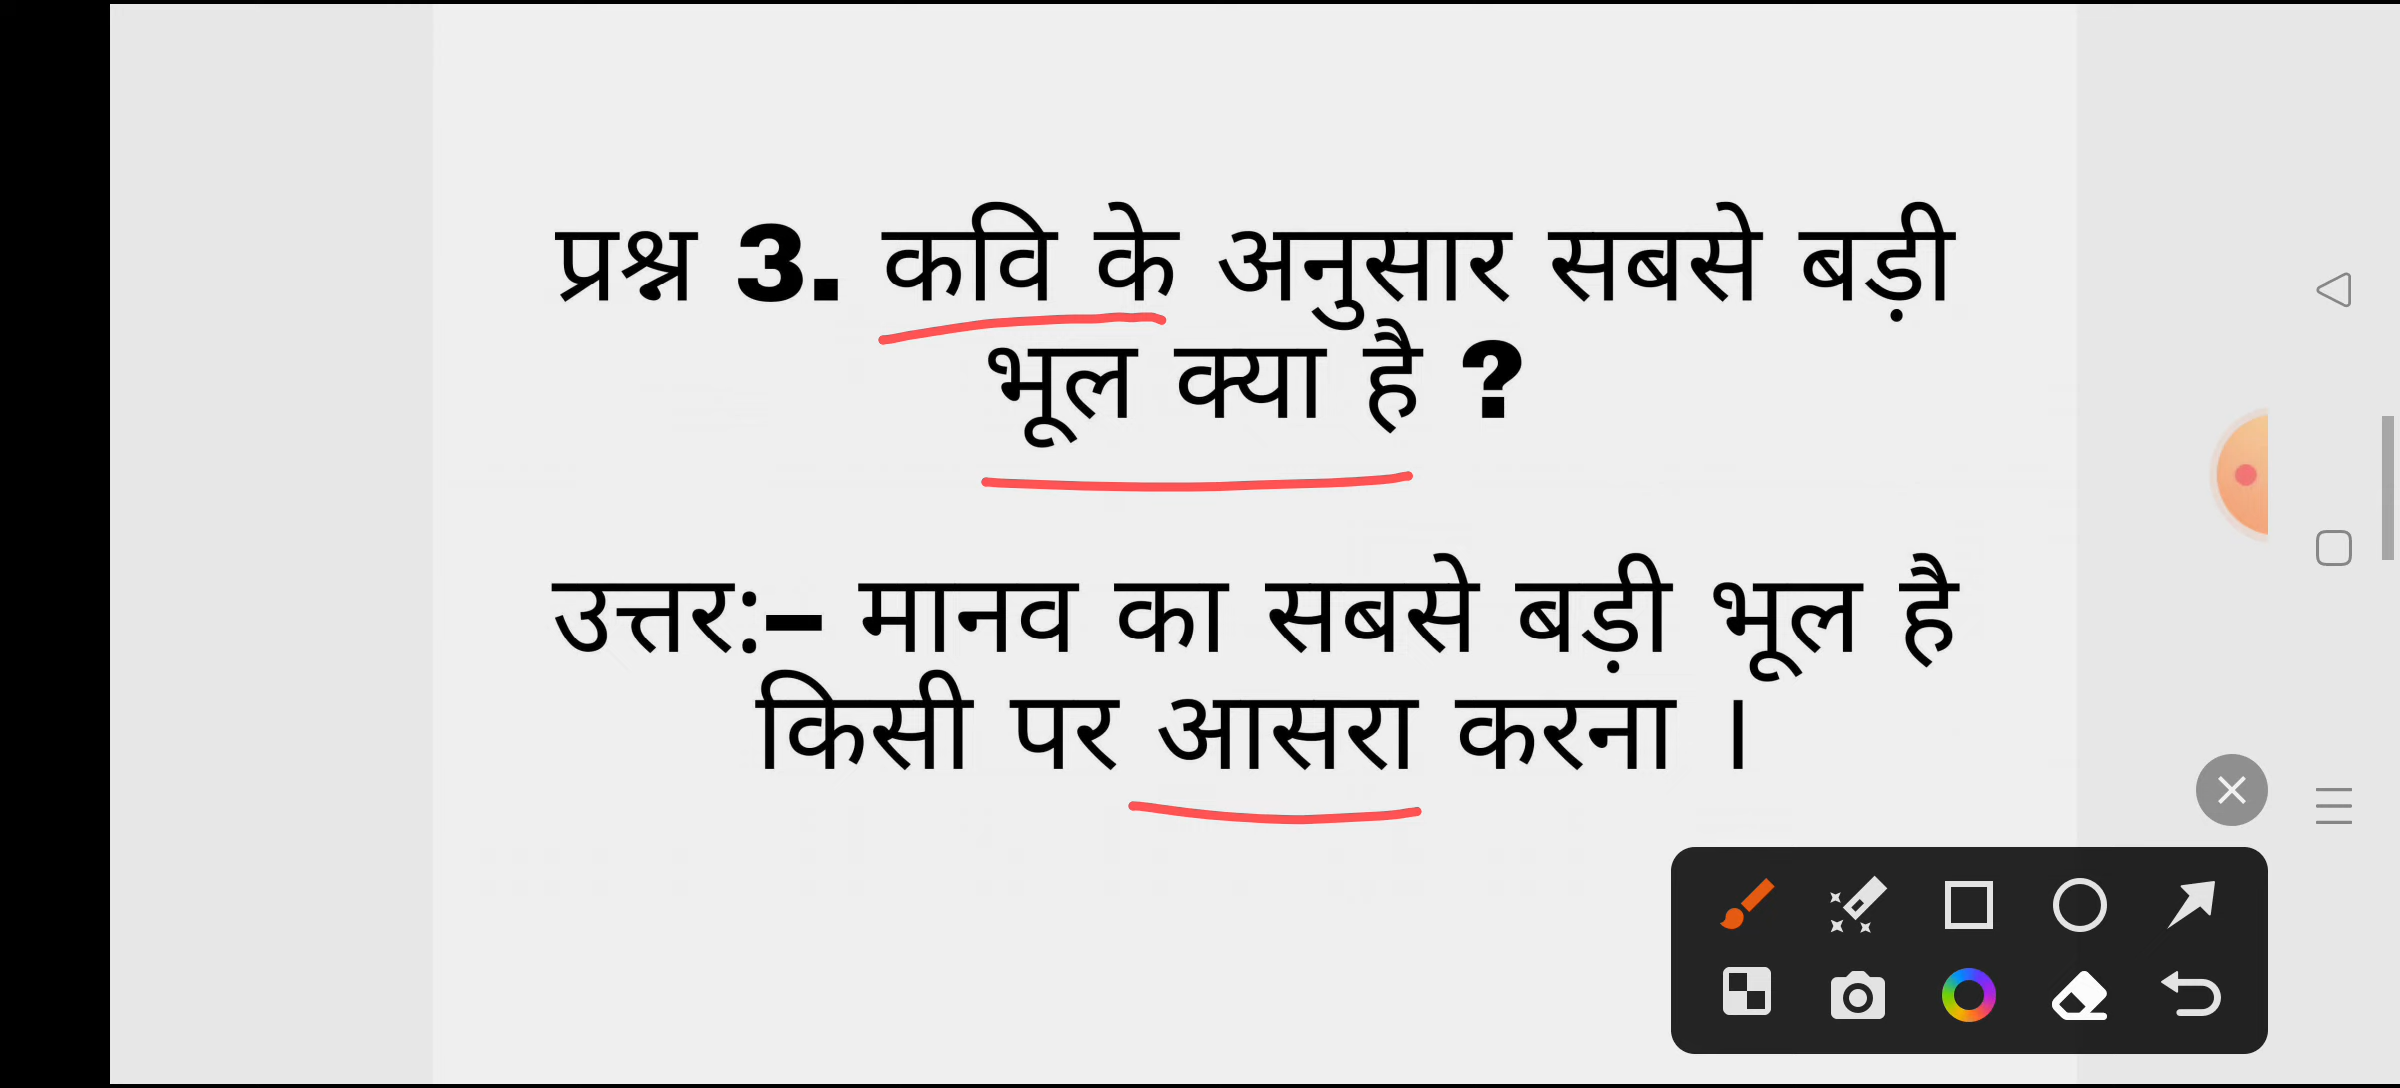 प्रश्न 3. कवि के अनुसार सबसे बड़ी
भूल क्या है ?
उत्तर:– मानव का सबसे बड़ी भूल है
किसी पर आसरा करना ।